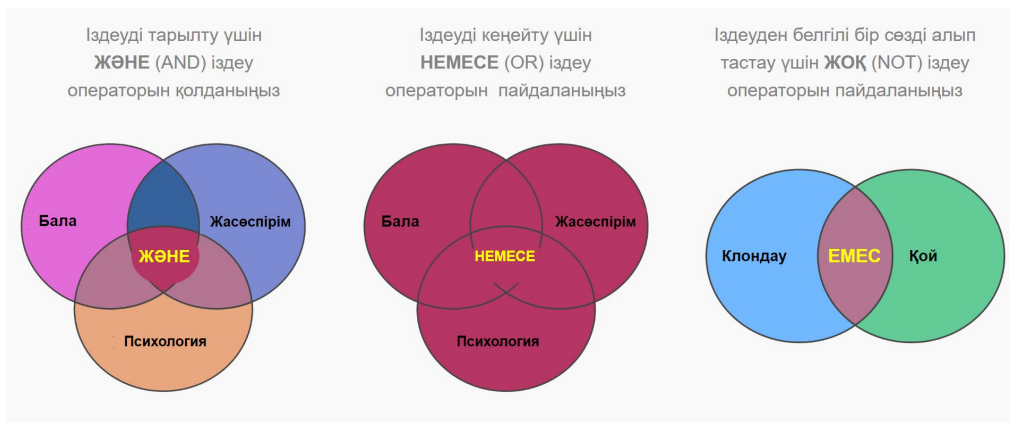 Іздеуді тарылту үшін
ЖӘНЕ (AND) іздеу
операторын қолданыңыз
Іздеуді кеңейту үшін
НЕМЕСЕ (OR) іздеу
операторын пайдаланыңыз
Іздеуден белгілі бір сөзді алып
тастау үшін ЖОҚ (NOT) іздеу
операторын пайдаланыңыз
Бала
Жасөспірім
ЖӘНЕ
Психология
Бала
Жасөспірім
НЕМЕСЕ
Психология
Клондау
ЕМЕС
Қой